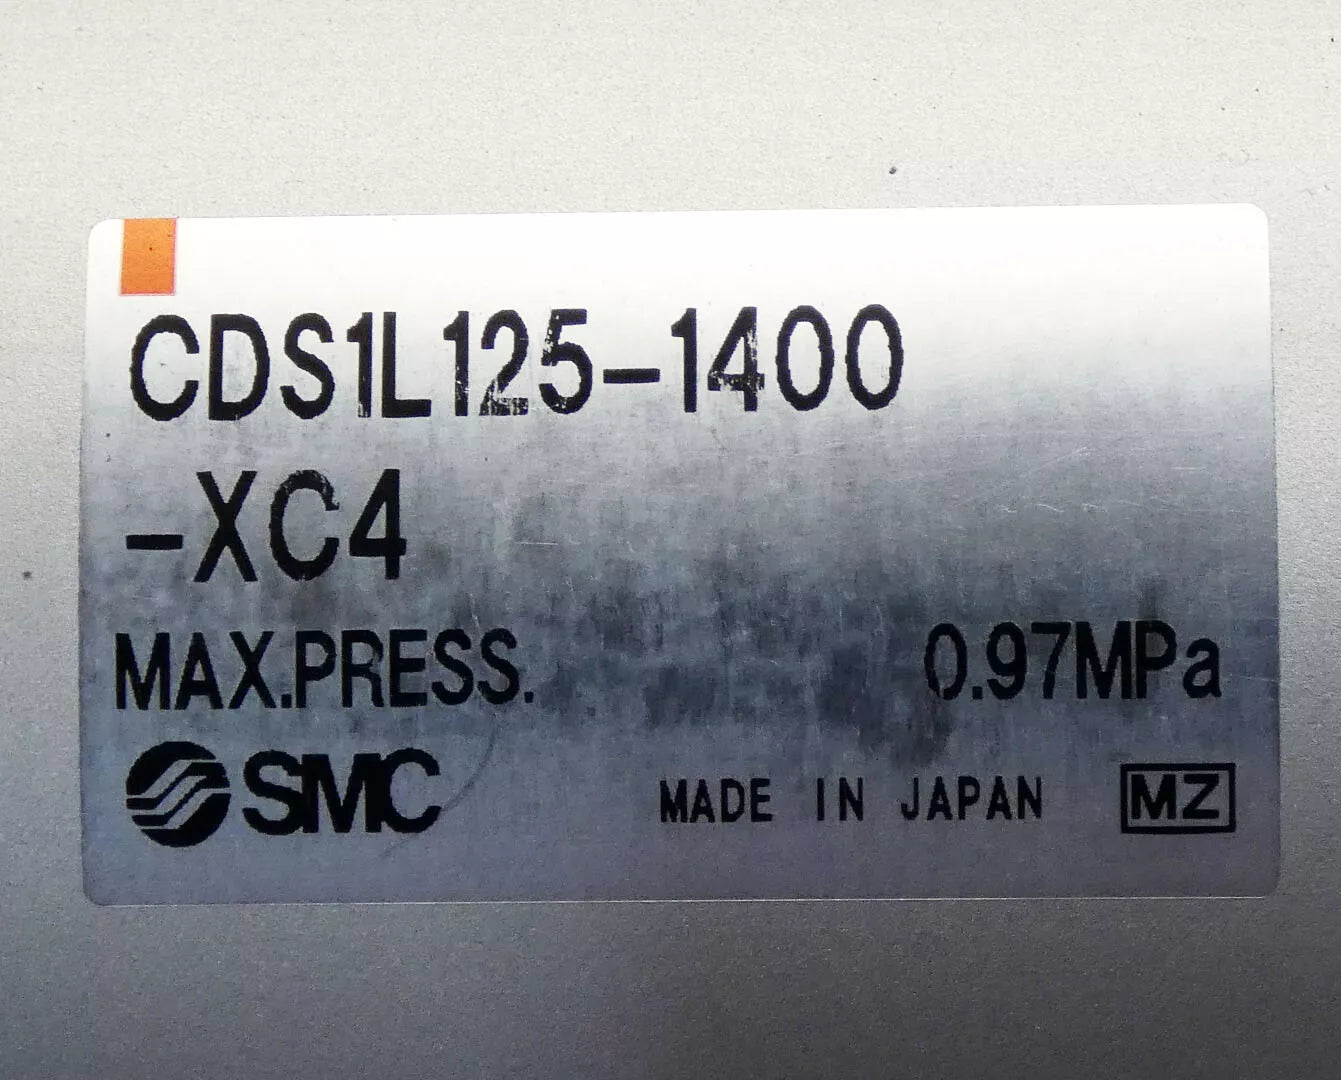 CDS1L125-1400
-XC4
MAX.PRESS. 0.97MPa
SMC MADE IN JAPAN MZ